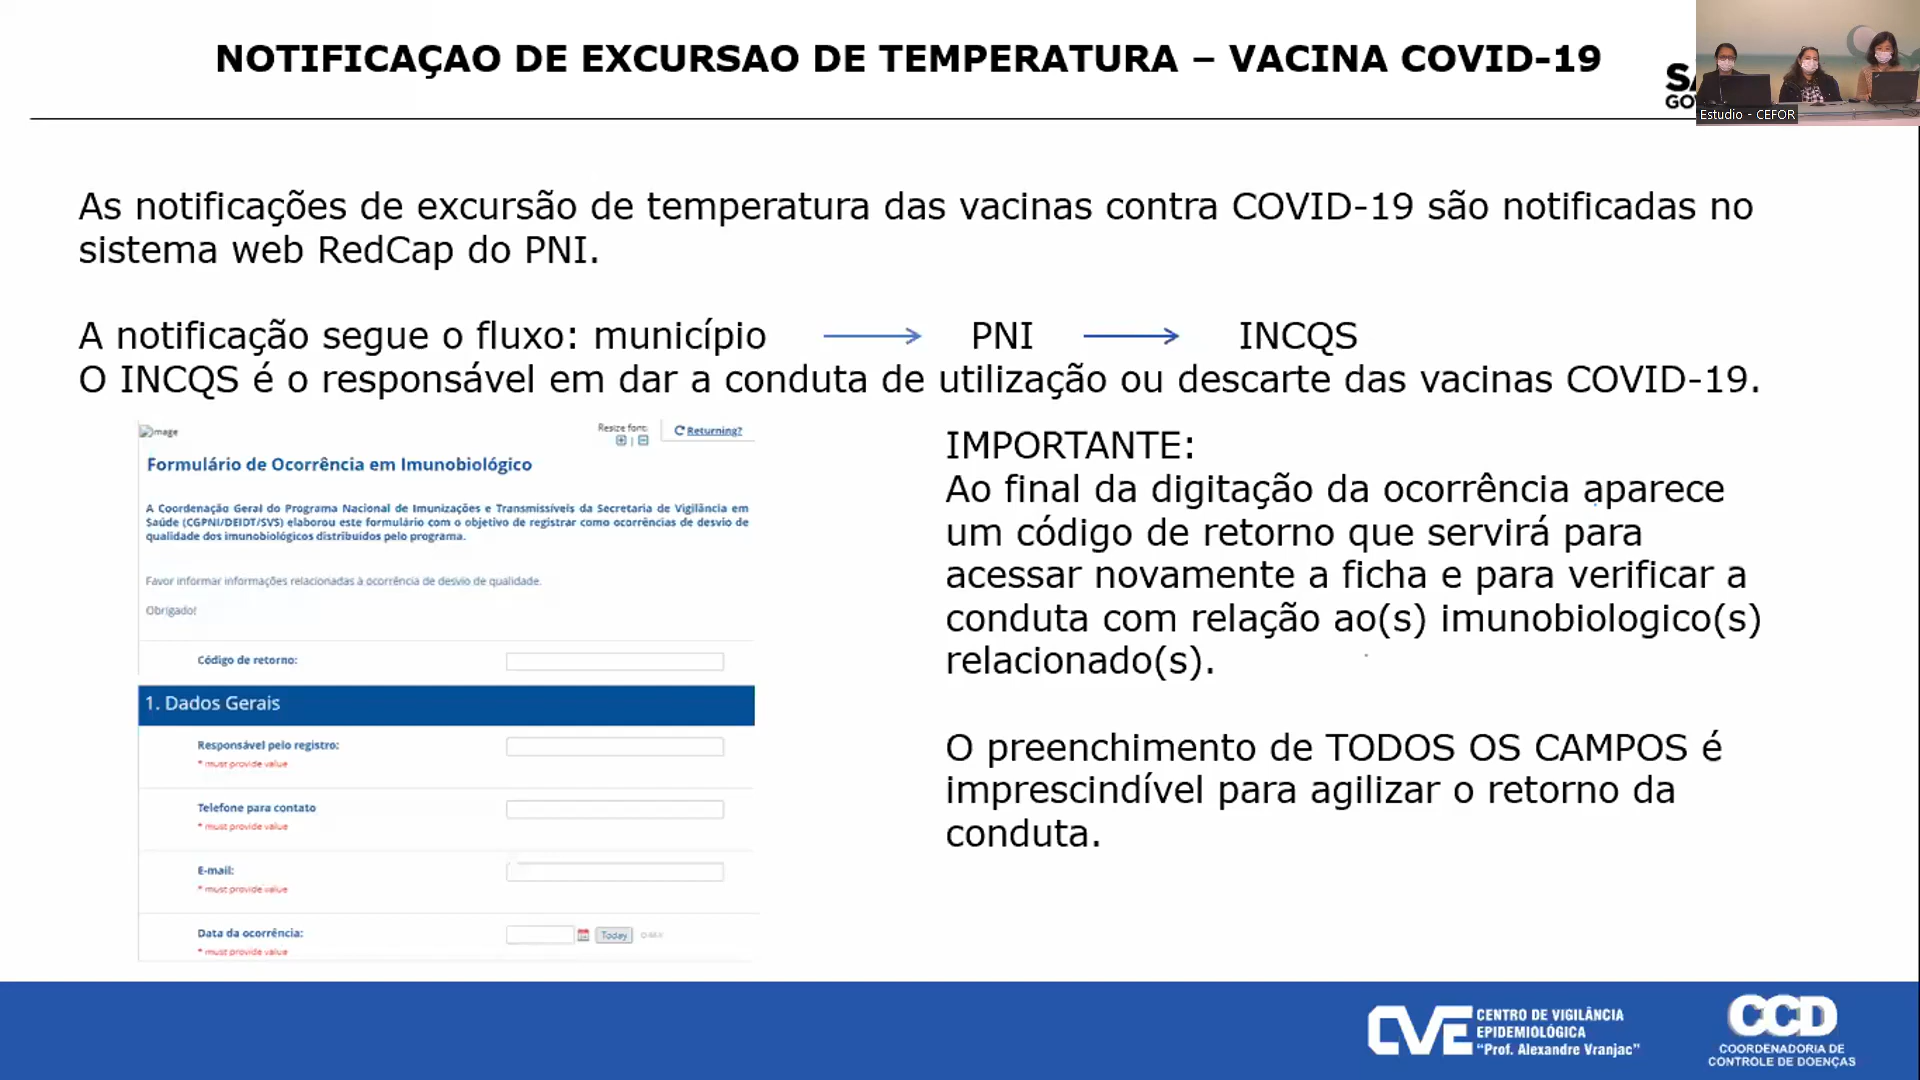 NOTIFICAÇAO DE EXCURSAO DE TEMPERATURA – VACINA COVID-19
Estudio - CEFOR
As notificações de excursão de temperatura das vacinas contra COVID-19 são notificadas no
sistema web RedCap do PNI.
A notificação segue o fluxo: município PNI INCQS
O INCQS é o responsável em dar a conduta de utilização ou descarte das vacinas COVID-19.
Image
Resize font:
Returning?
Formulário de Ocorrência em Imunobiológico
A Coordenação Geral do Programa Nacional de Imunizações e Transmissíveis da Secretaria de Vigilância em
Saúde (CGPNI/DEIDT/SVS) elaborou este formulário com o objetivo de registrar como ocorrências de desvio de
qualidade dos imunobiológicos distribuídos pelo programa.
Favor informar informações relacionadas à ocorrência de desvio de qualidade.
Obrigado!
Código de retorno:
1. Dados Gerais
Responsável pelo registro:
* must provide value
Telefone para contato
* must provide value
E-mail:
* must provide value
Data da ocorrência:
Today
* must provide value
IMPORTANTE:
Ao final da digitação da ocorrência aparece
um código de retorno que servirá para
acessar novamente a ficha e para verificar a
conduta com relação ao(s) imunobiologico(s)
relacionado(s).
O preenchimento de TODOS OS CAMPOS é
imprescindível para agilizar o retorno da
conduta.
CVE
CENTRO DE VIGILÂNCIA
EPIDEMIOLÓGICA
"Prof. Alexandre Vranjac"
CCD
COORDENADORIA DE
CONTROLE DE DOENÇAS